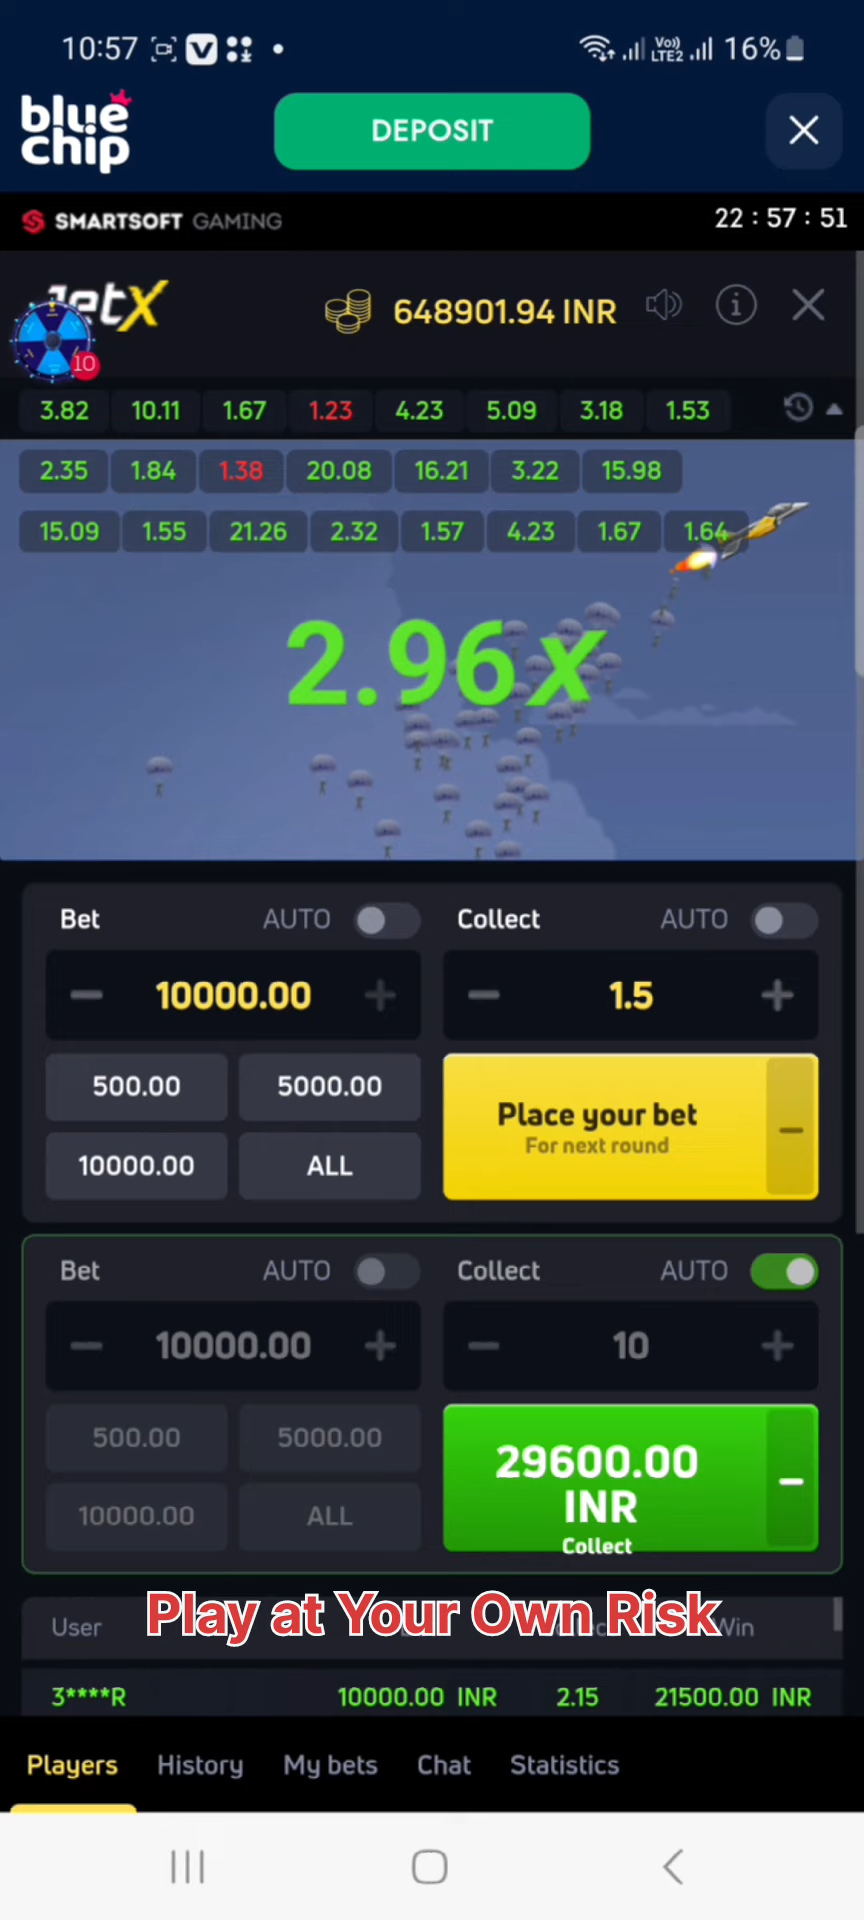 10:57
Vo))
LTE2
16%
blue
chip
DEPOSIT
SMARTSOFT GAMING
22 : 57 : 51
JetX
10
648901.94 INR
3.82 10.11 1.67 1.23 4.23 5.09 3.18 1.53
2.35 1.84 1.38 20.08 16.21 3.22 15.98
15.09 1.55 21.26 2.32 1.57 4.23 1.67 1.64
2.96x
Bet AUTO Collect AUTO
10000.00 1.5
500.00 5000.00
Place your bet
For next round
10000.00 ALL
Bet AUTO Collect AUTO
10000.00 10
500.00 5000.00
29600.00
INR
Collect
10000.00 ALL
Play at Your Own Risk
User Win
3****R 10000.00 INR 2.15 21500.00 INR
Players History My bets Chat Statistics